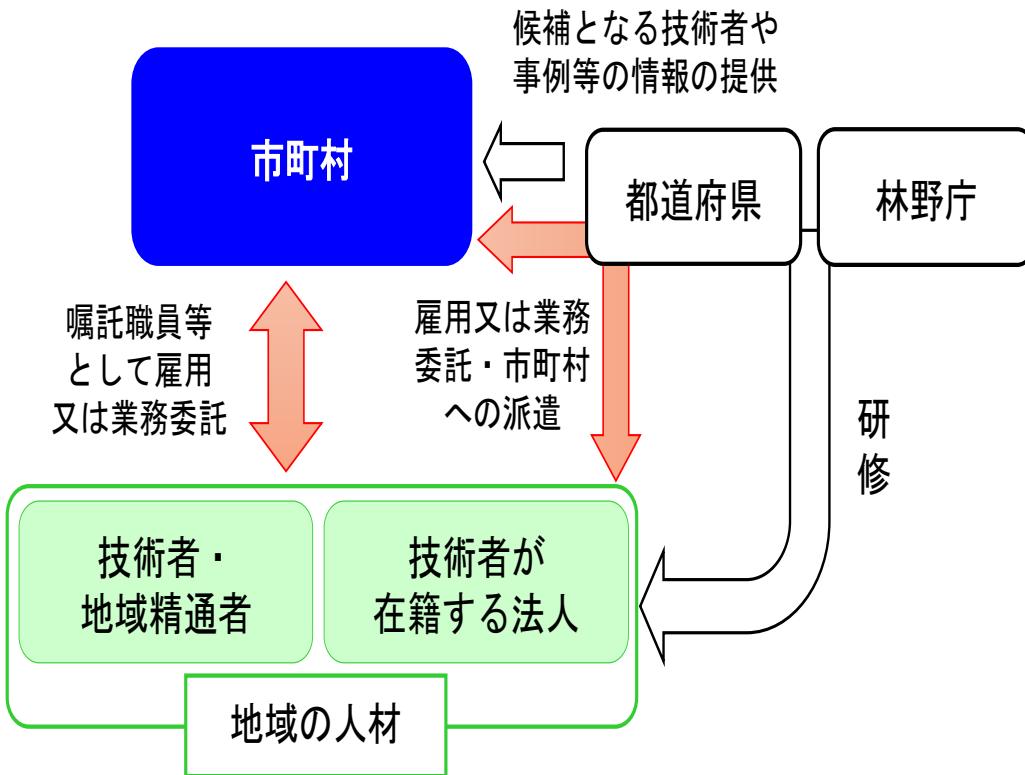 候補となる技術者や
事例等の情報の提供
市町村
都道府県
林野庁
嘱託職員等
として雇用
又は業務委託
雇用又は業務
委託・市町村
への派遣
研
修
技術者・
地域精通者
技術者が
在籍する法人
地域の人材